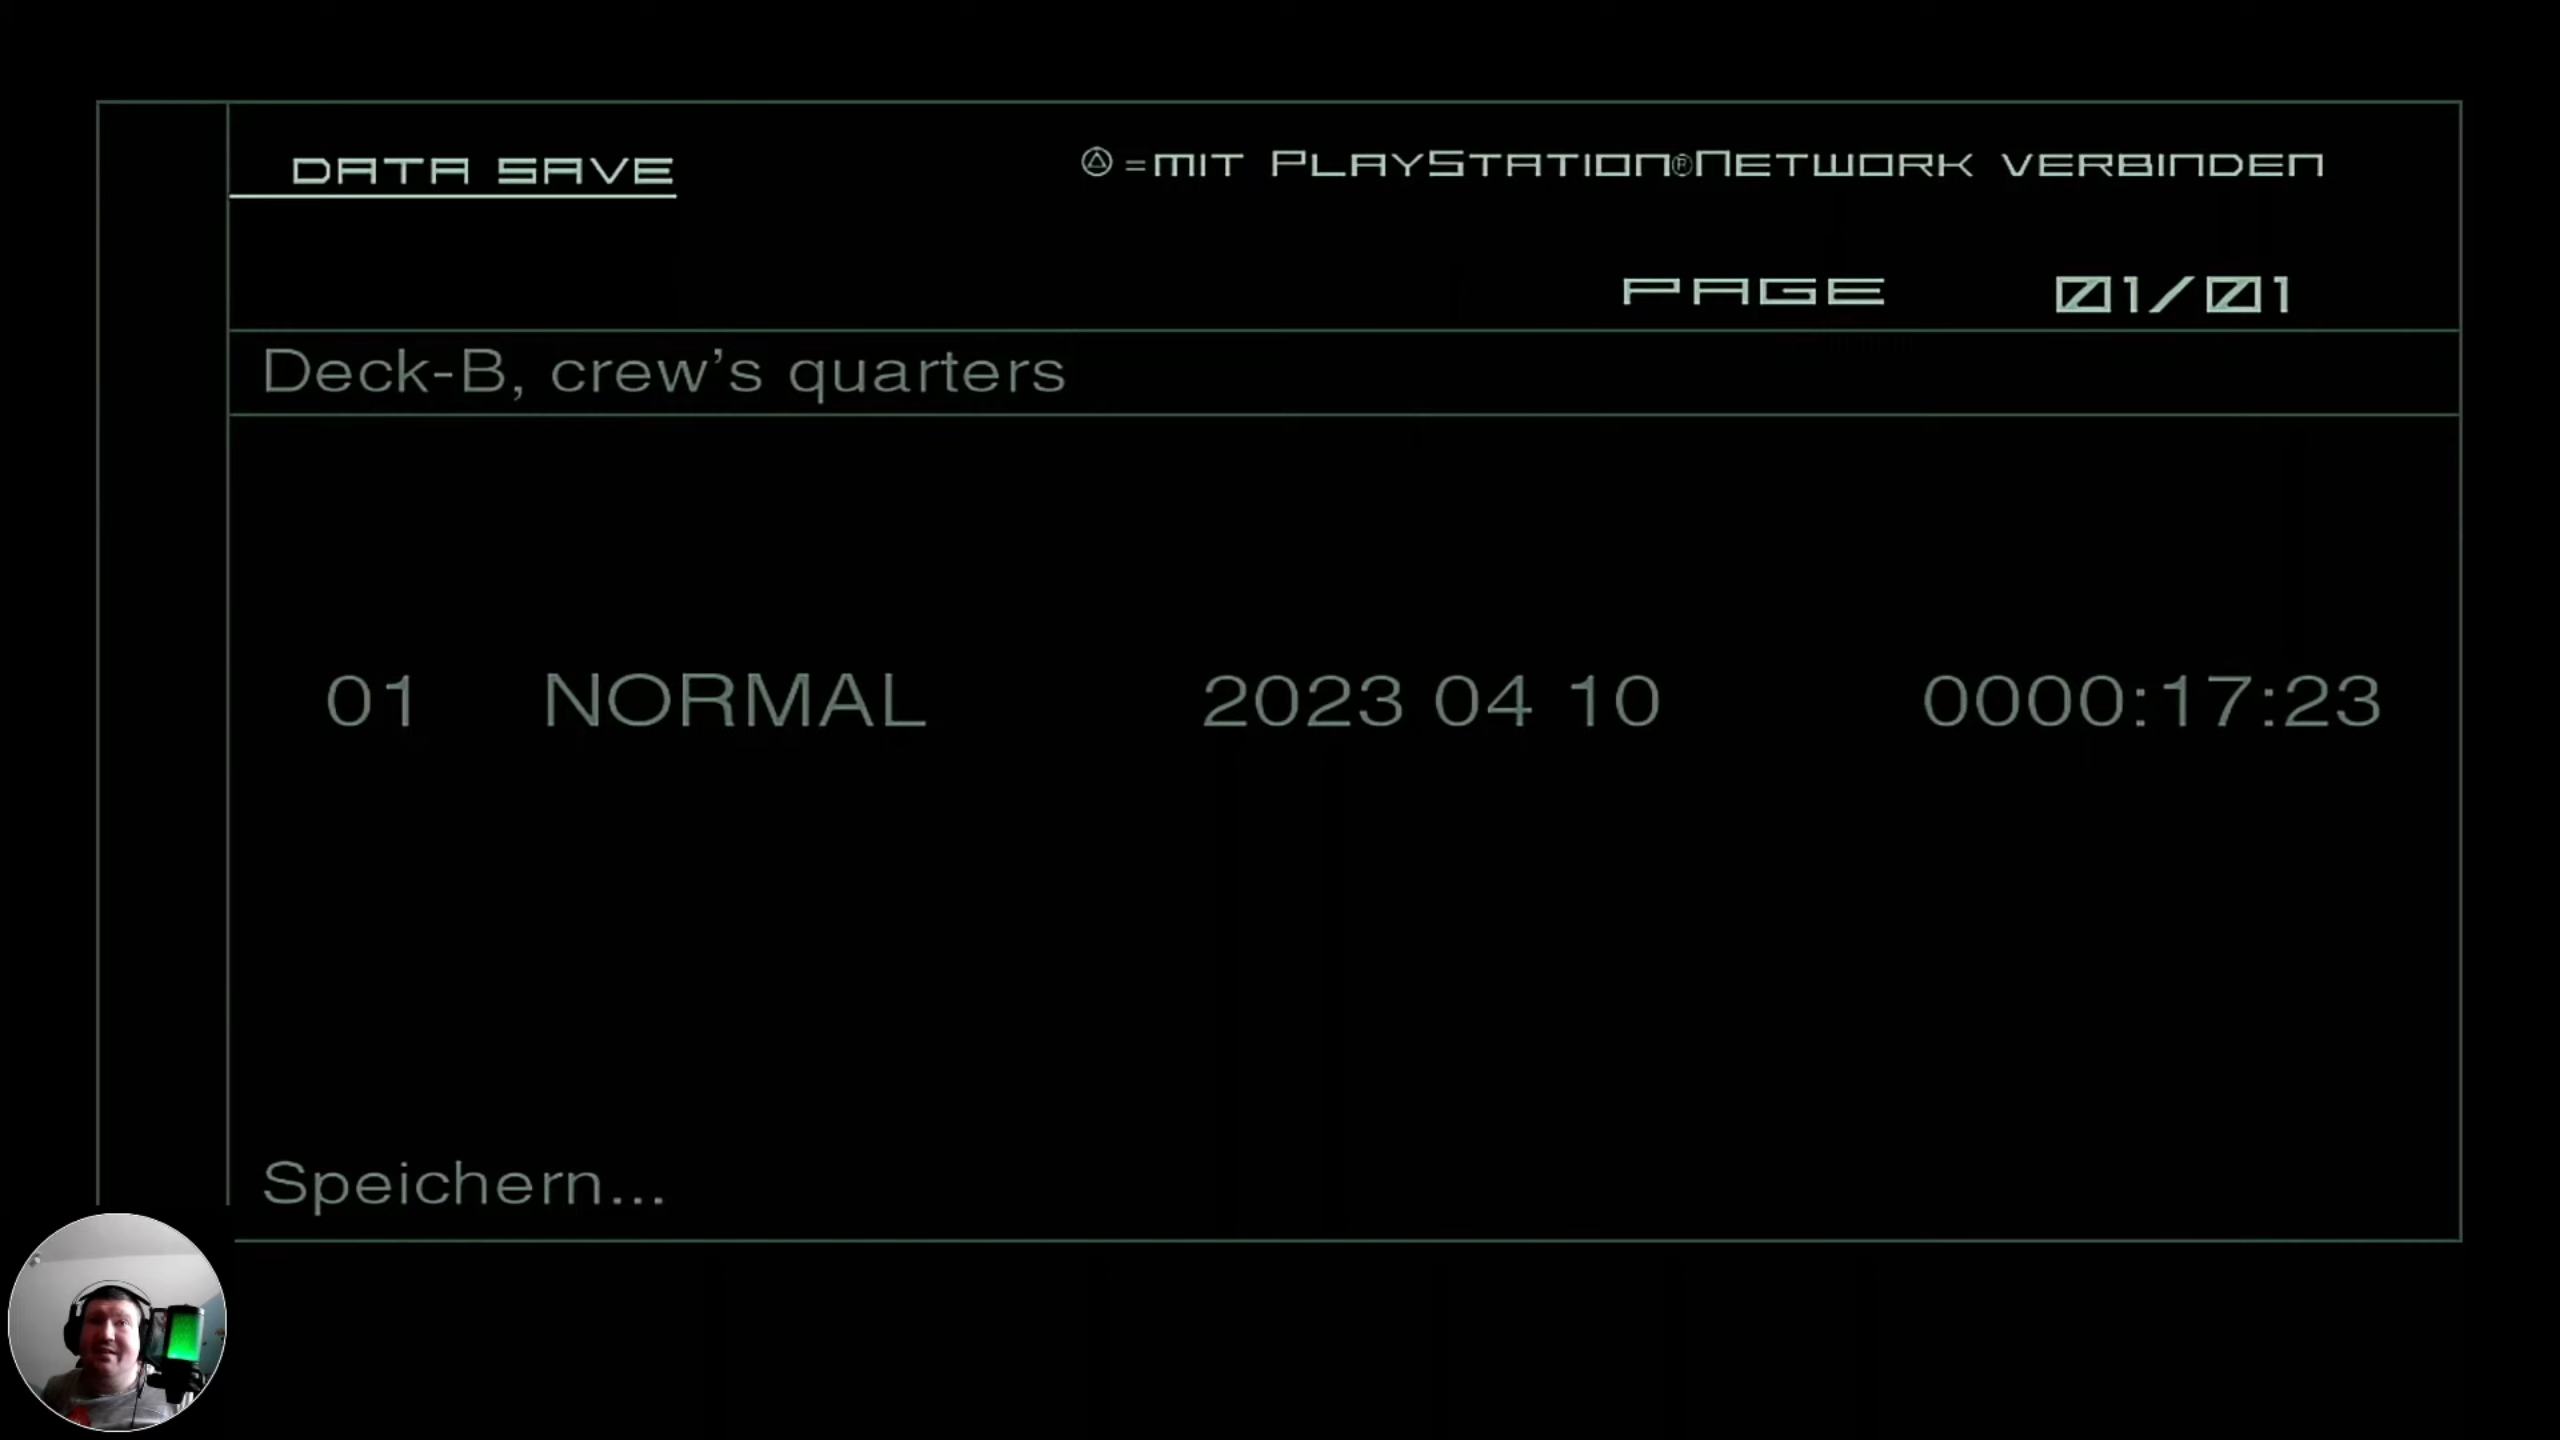 DATA SAVE
Ⓐ=mit PlayStation®Network verbinden
PAGE 01/01
Deck-B, crew's quarters
01 NORMAL 2023 04 10 0000:17:23
Speichern...